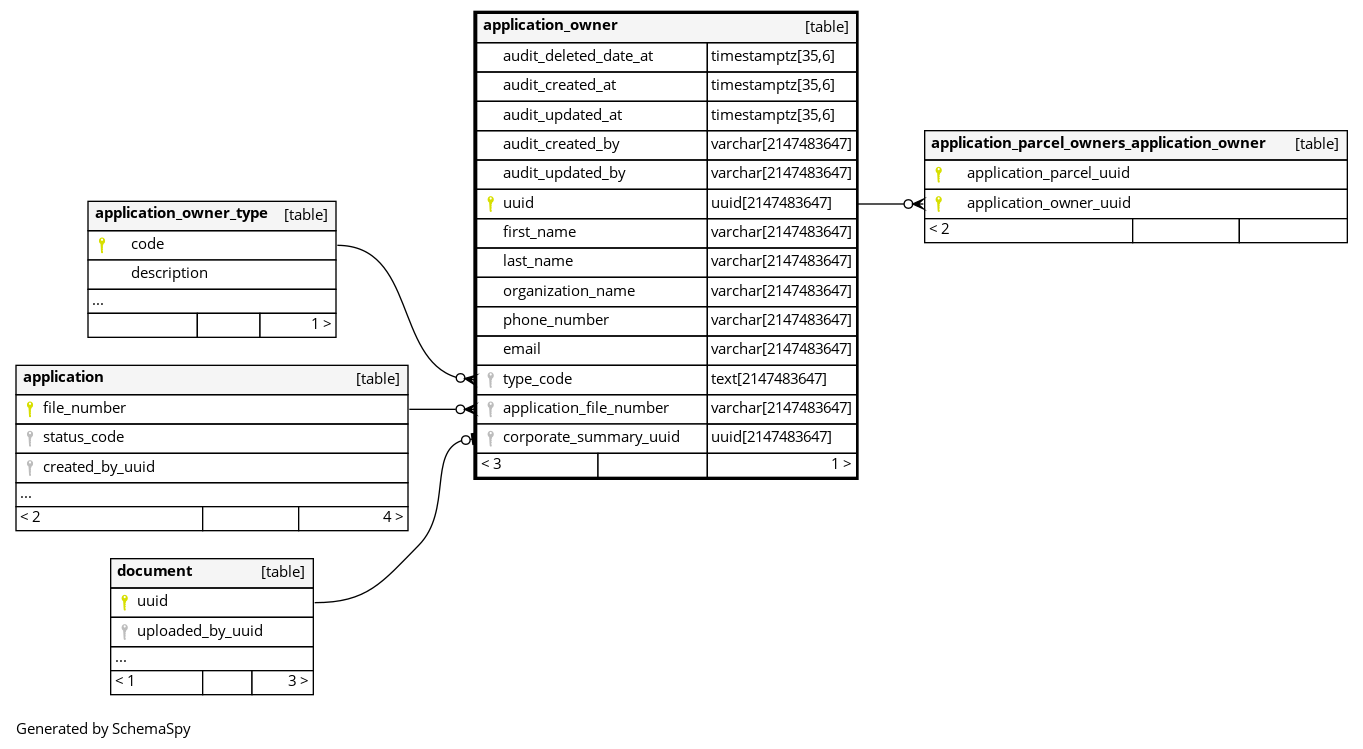 application_owner [table]
audit_deleted_date_at timestamptz[35,6]
audit_created_at timestamptz[35,6]
audit_updated_at timestamptz[35,6]
audit_created_by varchar[2147483647]
audit_updated_by varchar[2147483647]
uuid uuid[2147483647]
first_name varchar[2147483647]
last_name varchar[2147483647]
organization_name varchar[2147483647]
phone_number varchar[2147483647]
email varchar[2147483647]
type_code text[2147483647]
application_file_number varchar[2147483647]
corporate_summary_uuid uuid[2147483647]
< 3 1 >
application_parcel_owners_application_owner [table]
application_parcel_uuid
application_owner_uuid
< 2
application_owner_type [table]
code
description
...
1 >
application [table]
file_number
status_code
created_by_uuid
...
< 2 4 >
document [table]
uuid
uploaded_by_uuid
...
< 1 3 >
Generated by SchemaSpy